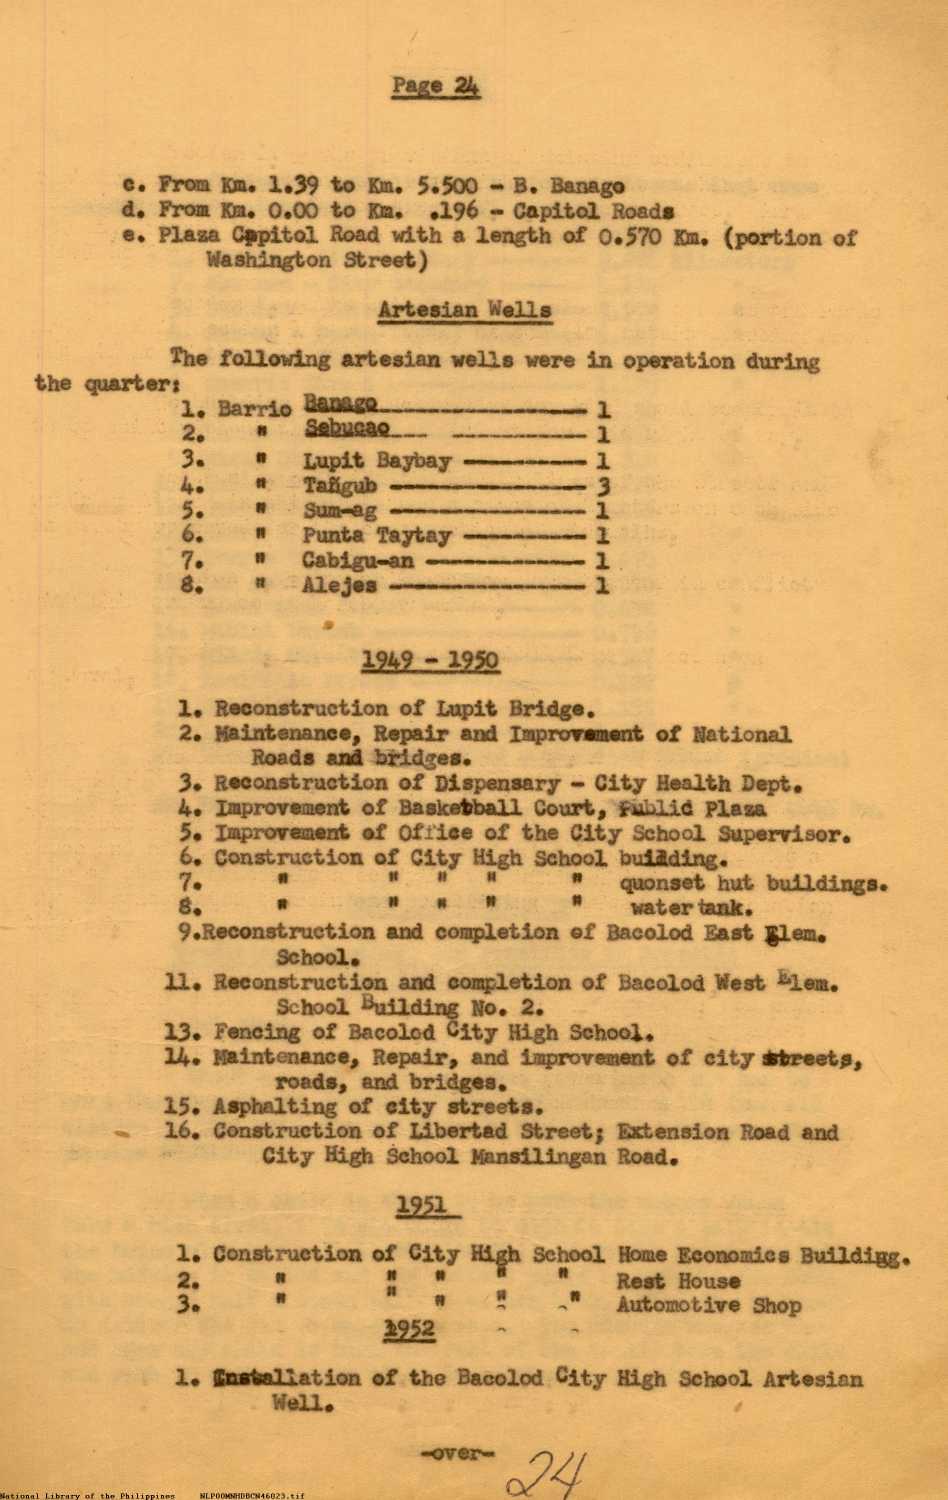 Page 24
c. From Km. 1.39 to Km. 5.500 - B. Banago
d. From Km. 0.00 to Km. .196 - Capitol Roads
e. Plaza Capitol Road with a length of 0.570 Km. (portion of
Washington Street)
Artesian Wells
The following artesian wells were in operation during
the quarter:
1. Barrio Banago ---------- 1
2. " Sebucao ---------- 1
3. " Lupit Baybay ---------- 1
4. " Tañgub ---------- 3
5. " Sum-ag ---------- 1
6. " Punta Taytay ---------- 1
7. " Cabigu-an ---------- 1
8. " Alejes ---------- 1
1949 - 1950
1. Reconstruction of Lupit Bridge.
2. Maintenance, Repair and Improvement of National
Roads and bridges.
3. Reconstruction of Dispensary - City Health Dept.
4. Improvement of Basketball Court, Public Plaza
5. Improvement of Office of the City School Supervisor.
6. Construction of City High School building.
7. " " " " " quonset hut buildings.
8. " " " " " water tank.
9.Reconstruction and completion of Bacolod East Elem.
School.
11. Reconstruction and completion of Bacolod West Elem.
School Building No. 2.
13. Fencing of Bacolod City High School.
14. Maintenance, Repair, and improvement of city streets,
roads, and bridges.
15. Asphalting of city streets.
16. Construction of Libertad Street; Extension Road and
City High School Mansilingan Road.
1951
1. Construction of City High School Home Economics Building.
2. " " " " " Rest House
3. " " " " " Automotive Shop
1952
1. Installation of the Bacolod City High School Artesian
Well.
-over-
24
National Library of the Philippines NLP00MNHDBCN46023.tif